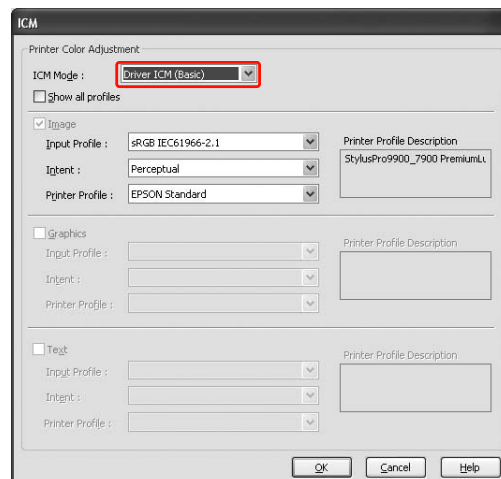 ICM
Printer Color Adjustment
ICM Mode :
Driver ICM (Basic)
Show all profiles
Image
Input Profile :
sRGB IEC61966-2.1
Printer Profile Description
Intent :
Perceptual
StylusPro9900_7900 PremiumLu
Printer Profile :
EPSON Standard
Graphics
Input Profile :
Printer Profile Description
Intent :
Printer Profile :
Text
Input Profile :
Printer Profile Description
Intent :
Printer Profile :
OK
Cancel
Help